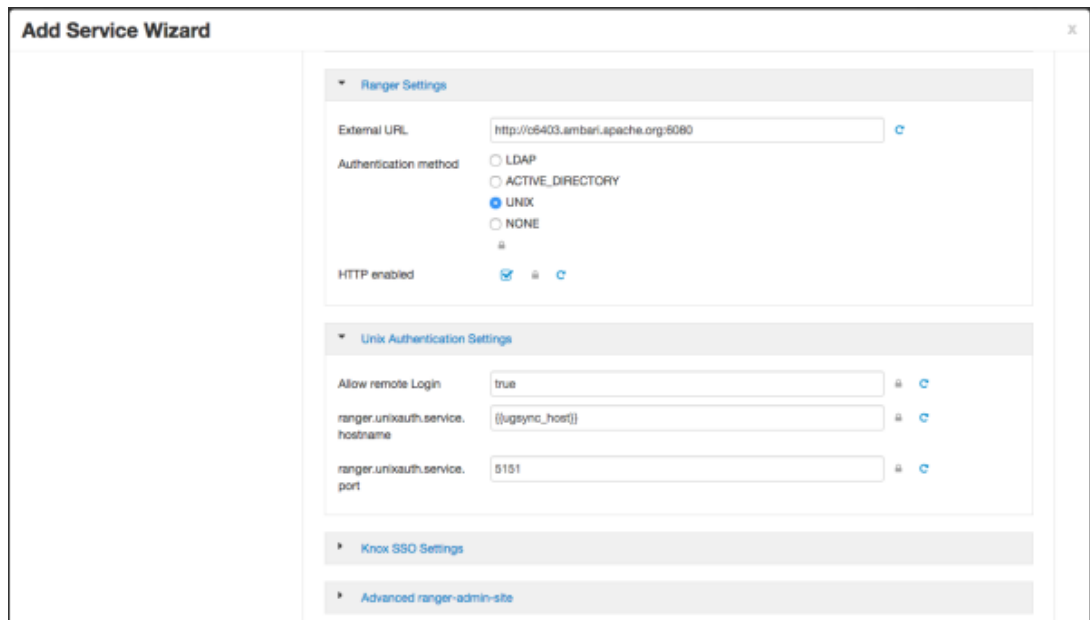 Add Service Wizard
x
Ranger Settings
External URL
http://c6403.ambari.apache.org:6080
Authentication method
LDAP
ACTIVE_DIRECTORY
UNIX
NONE
HTTP enabled
Unix Authentication Settings
Allow remote Login
true
ranger.unixauth.service.
hostname
{{ugsync_host}}
ranger.unixauth.service.
port
5151
Knox SSO Settings
Advanced ranger-admin-site